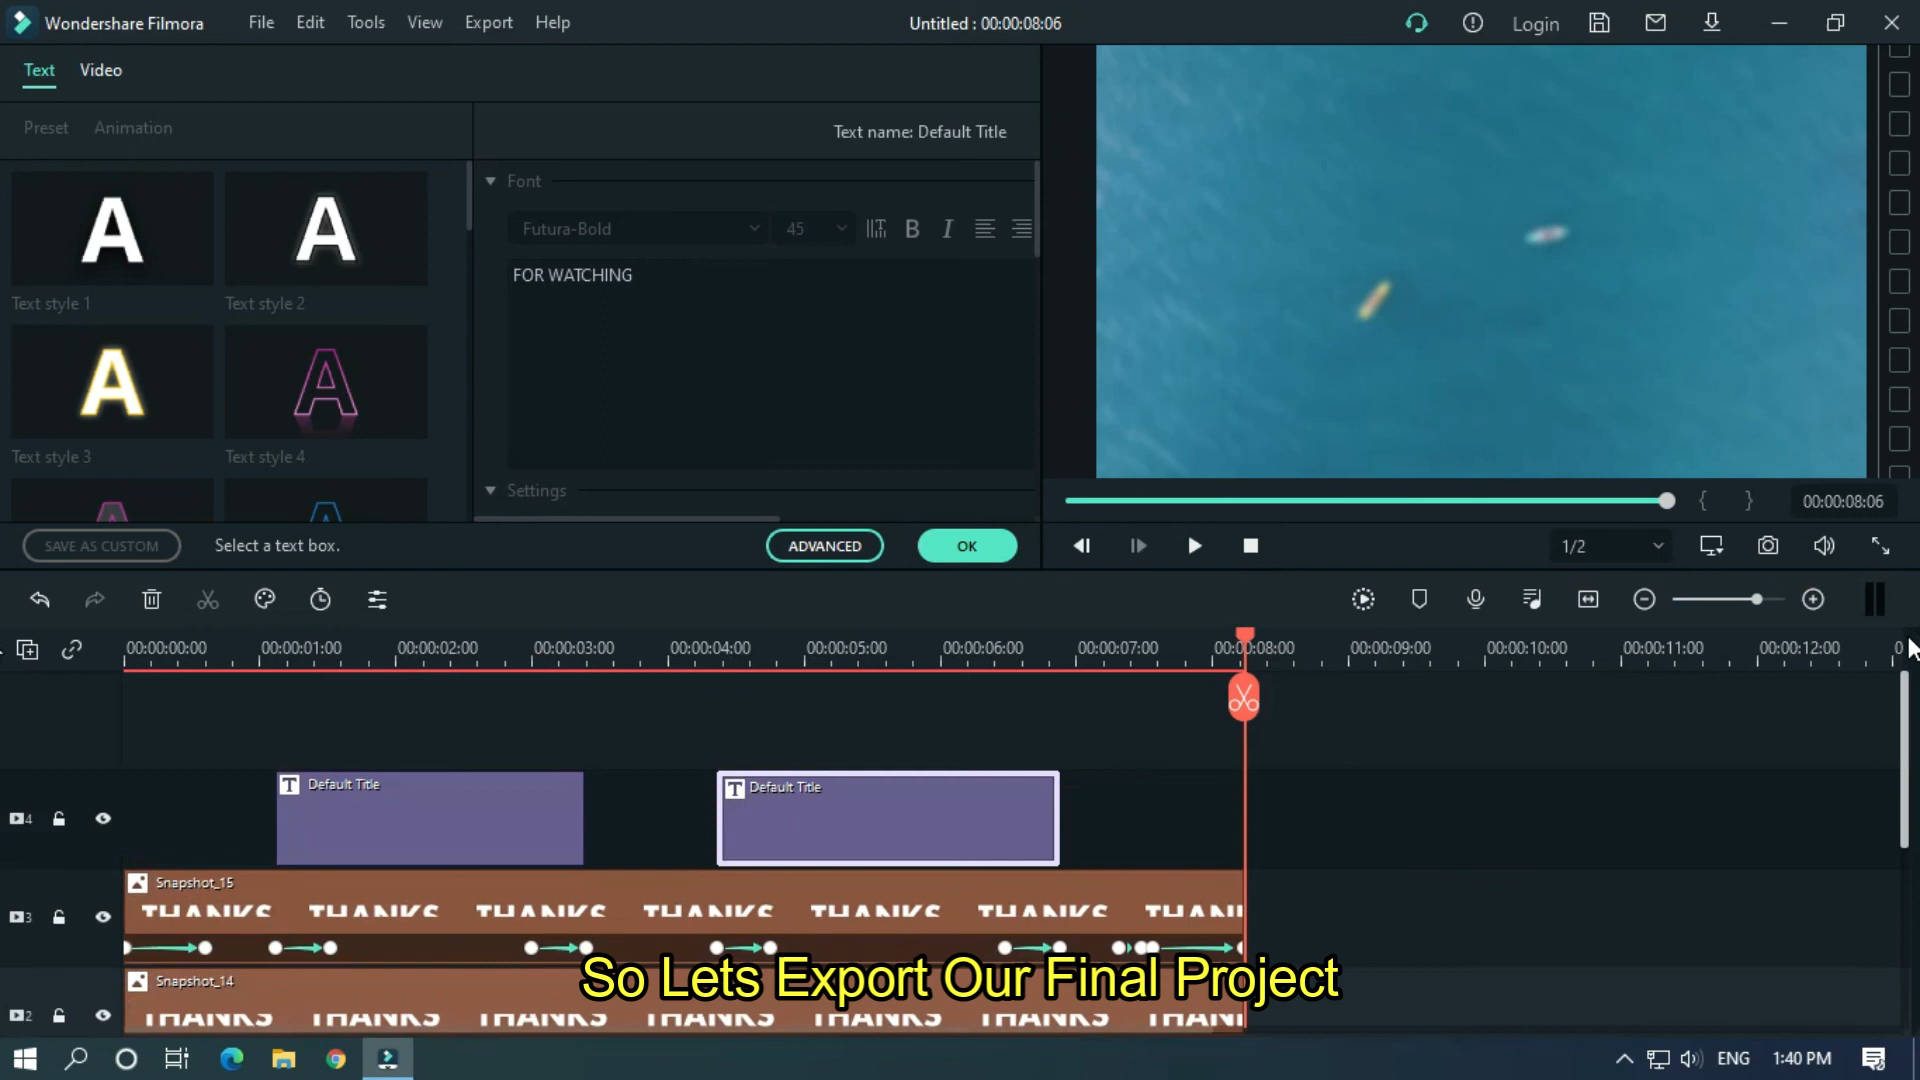 Wondershare Filmora
File Edit Tools View Export Help
Untitled : 00:00:08:06
Login
Text Video
Preset Animation
Text name: Default Title
Font
Futura-Bold 45 B I
FOR WATCHING
Text style 1 Text style 2
Text style 3 Text style 4
Settings
{ } 00:00:08:06
SAVE AS CUSTOM Select a text box. ADVANCED OK
1/2
00:00:00:00 00:00:01:00 00:00:02:00 00:00:03:00 00:00:04:00 00:00:05:00 00:00:06:00 00:00:07:00 00:00:08:00 00:00:09:00 00:00:10:00 00:00:11:00 00:00:12:00 0
T Default Title T Default Title
4
Snapshot_15
3 THANKS THANKS THANKS THANKS THANKS THANKS THAN
So Lets Export Our Final Project
Snapshot_14
2 THANKS THANKS THANKS THANKS THANKS THANKS THAN
ENG 1:40 PM